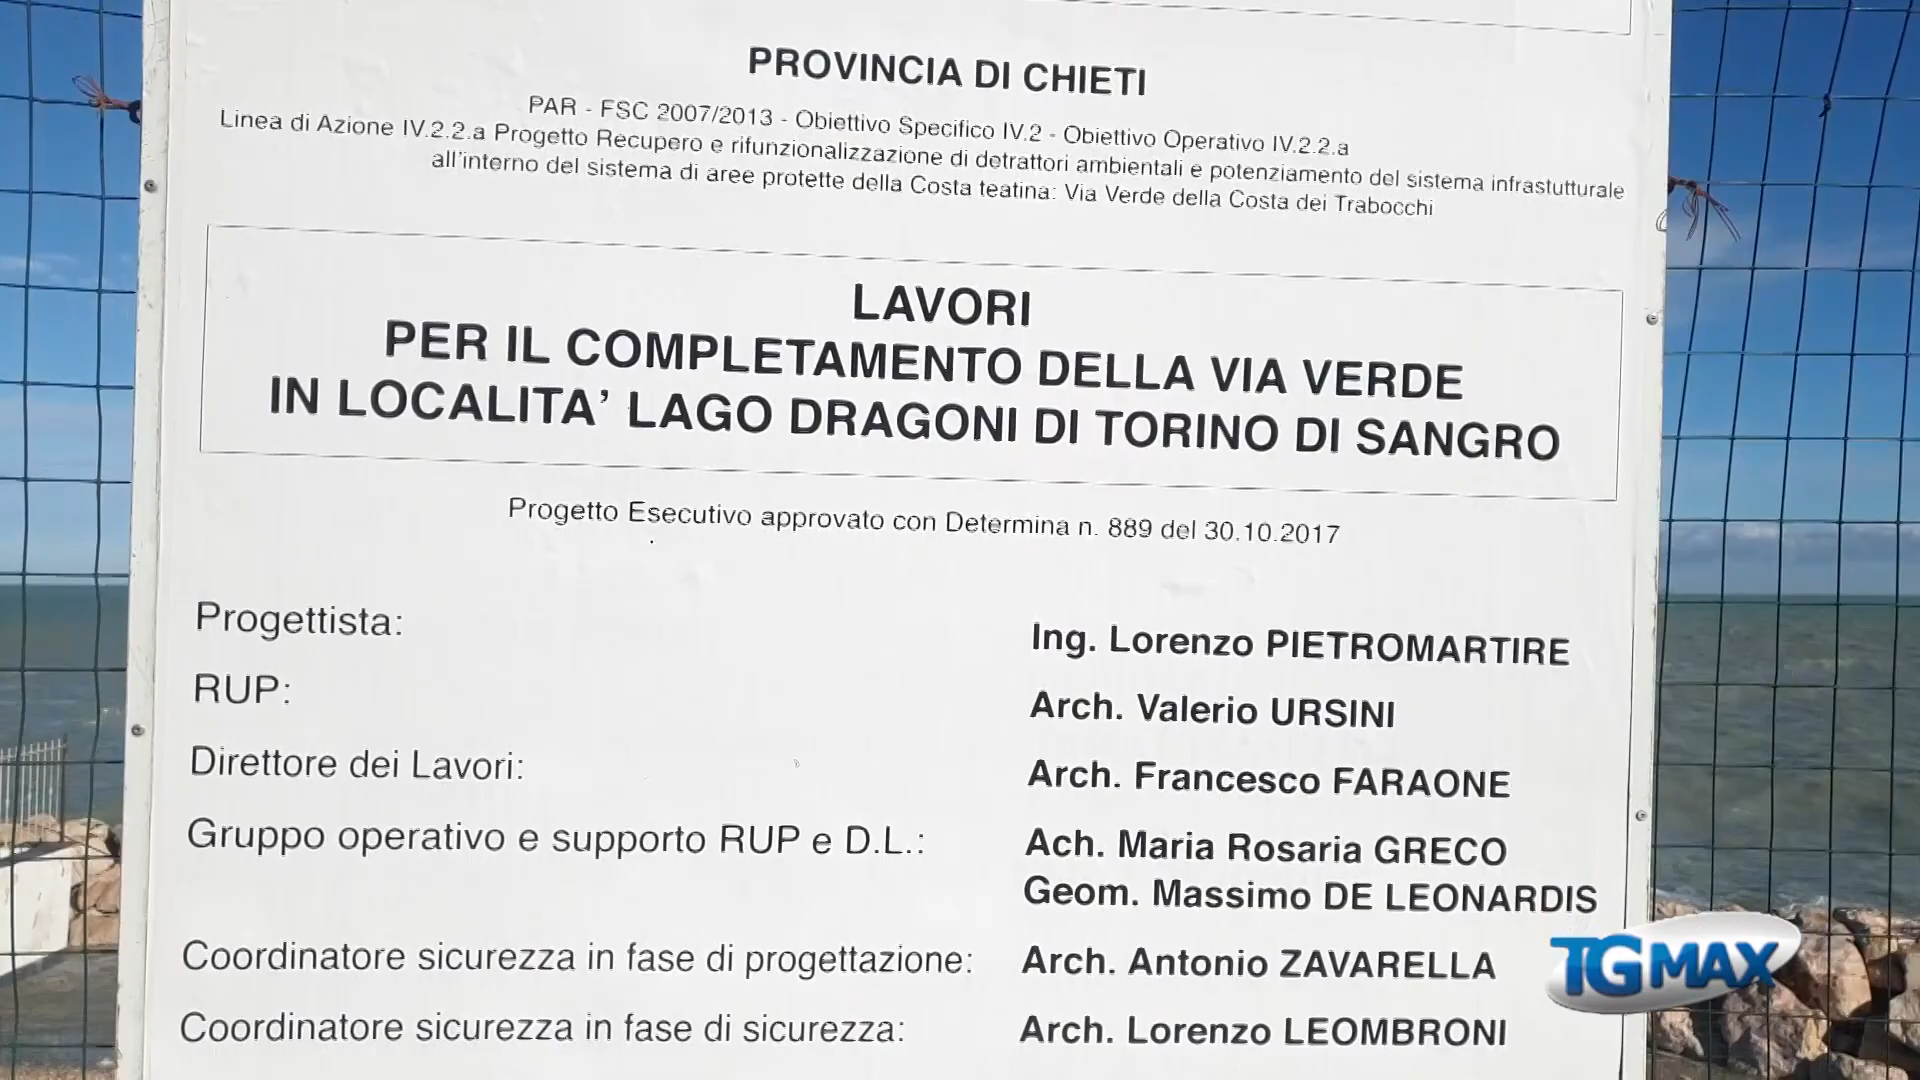 PROVINCIA DI CHIETI
PAR - FSC 2007/2013 - Obiettivo Specifico IV.2 - Obiettivo Operativo IV.2.2.a
Linea di Azione IV.2.2.a Progetto Recupero e rifunzionalizzazione di detrattori ambientali e potenziamento del sistema infrastutturale
all'interno del sistema di aree protette della Costa teatina: Via Verde della Costa dei Trabocchi
LAVORI
PER IL COMPLETAMENTO DELLA VIA VERDE
IN LOCALITA' LAGO DRAGONI DI TORINO DI SANGRO
Progetto Esecutivo approvato con Determina n. 889 del 30.10.2017
Progettista: Ing. Lorenzo PIETROMARTIRE
RUP: Arch. Valerio URSINI
Direttore dei Lavori: Arch. Francesco FARAONE
Gruppo operativo e supporto RUP e D.L.: Ach. Maria Rosaria GRECO
Geom. Massimo DE LEONARDIS
Coordinatore sicurezza in fase di progettazione: Arch. Antonio ZAVARELLA
Coordinatore sicurezza in fase di sicurezza: Arch. Lorenzo LEOMBRONI
TGMAX